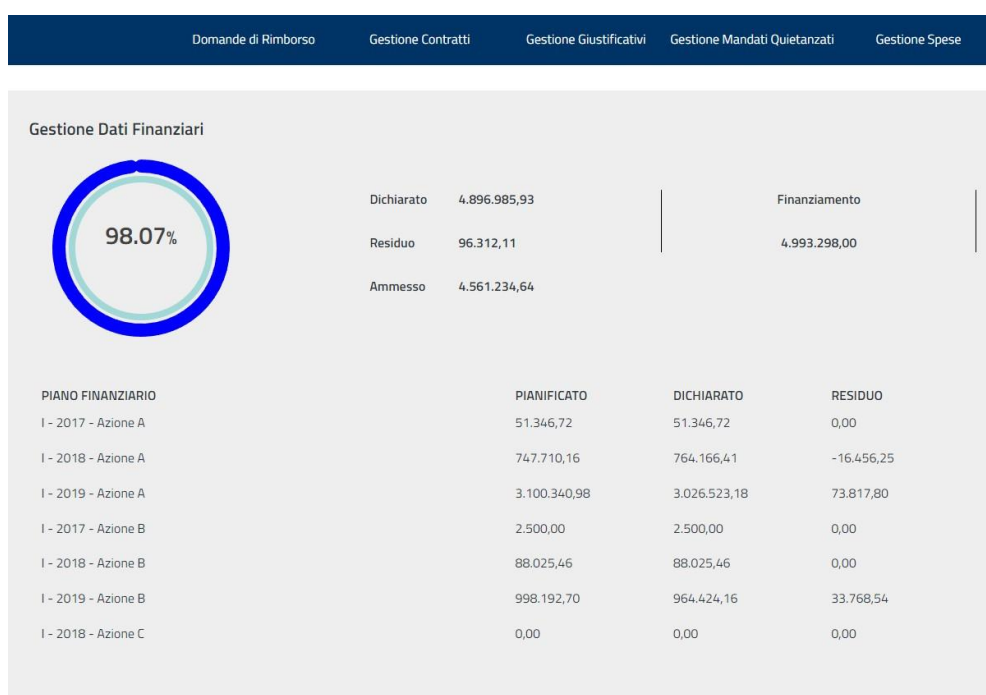 Domande di Rimborso Gestione Contratti Gestione Giustificativi Gestione Mandati Quietanzati Gestione Spese
Gestione Dati Finanziari
98.07%
Dichiarato 4.896.985,93
Residuo 96.312,11
Ammesso 4.561.234,64
Finanziamento
4.993.298,00
PIANO FINANZIARIO PIANIFICATO DICHIARATO RESIDUO
I - 2017 - Azione A 51.346,72 51.346,72 0,00
I - 2018 - Azione A 747.710,16 764.166,41 -16.456,25
I - 2019 - Azione A 3.100.340,98 3.026.523,18 73.817,80
I - 2017 - Azione B 2.500,00 2.500,00 0,00
I - 2018 - Azione B 88.025,46 88.025,46 0,00
I - 2019 - Azione B 998.192,70 964.424,16 33.768,54
I - 2018 - Azione C 0,00 0,00 0,00